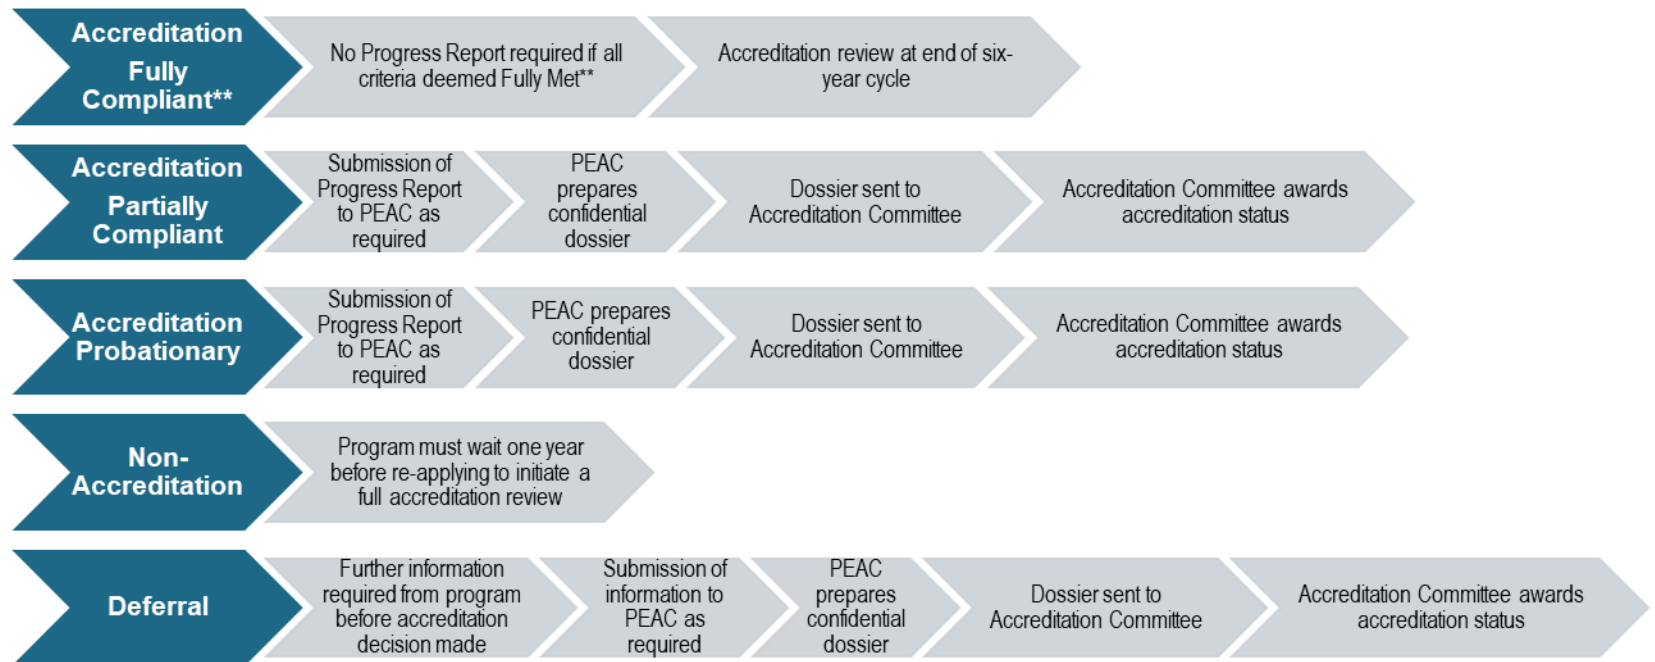 Accreditation
Fully
Compliant**
No Progress Report required if all
criteria deemed Fully Met**
Accreditation review at end of six-
year cycle
Accreditation
Partially
Compliant
Submission of
Progress Report
to PEAC as
required
PEAC
prepares
confidential
dossier
Dossier sent to
Accreditation Committee
Accreditation Committee awards
accreditation status
Accreditation
Probationary
Submission of
Progress Report
to PEAC as
required
PEAC prepares
confidential
dossier
Dossier sent to
Accreditation Committee
Accreditation Committee awards
accreditation status
Non-
Accreditation
Program must wait one year
before re-applying to initiate a
full accreditation review
Deferral
Further information
required from program
before accreditation
decision made
Submission of
information to
PEAC as
required
PEAC
prepares
confidential
dossier
Dossier sent to
Accreditation Committee
Accreditation Committee awards
accreditation status